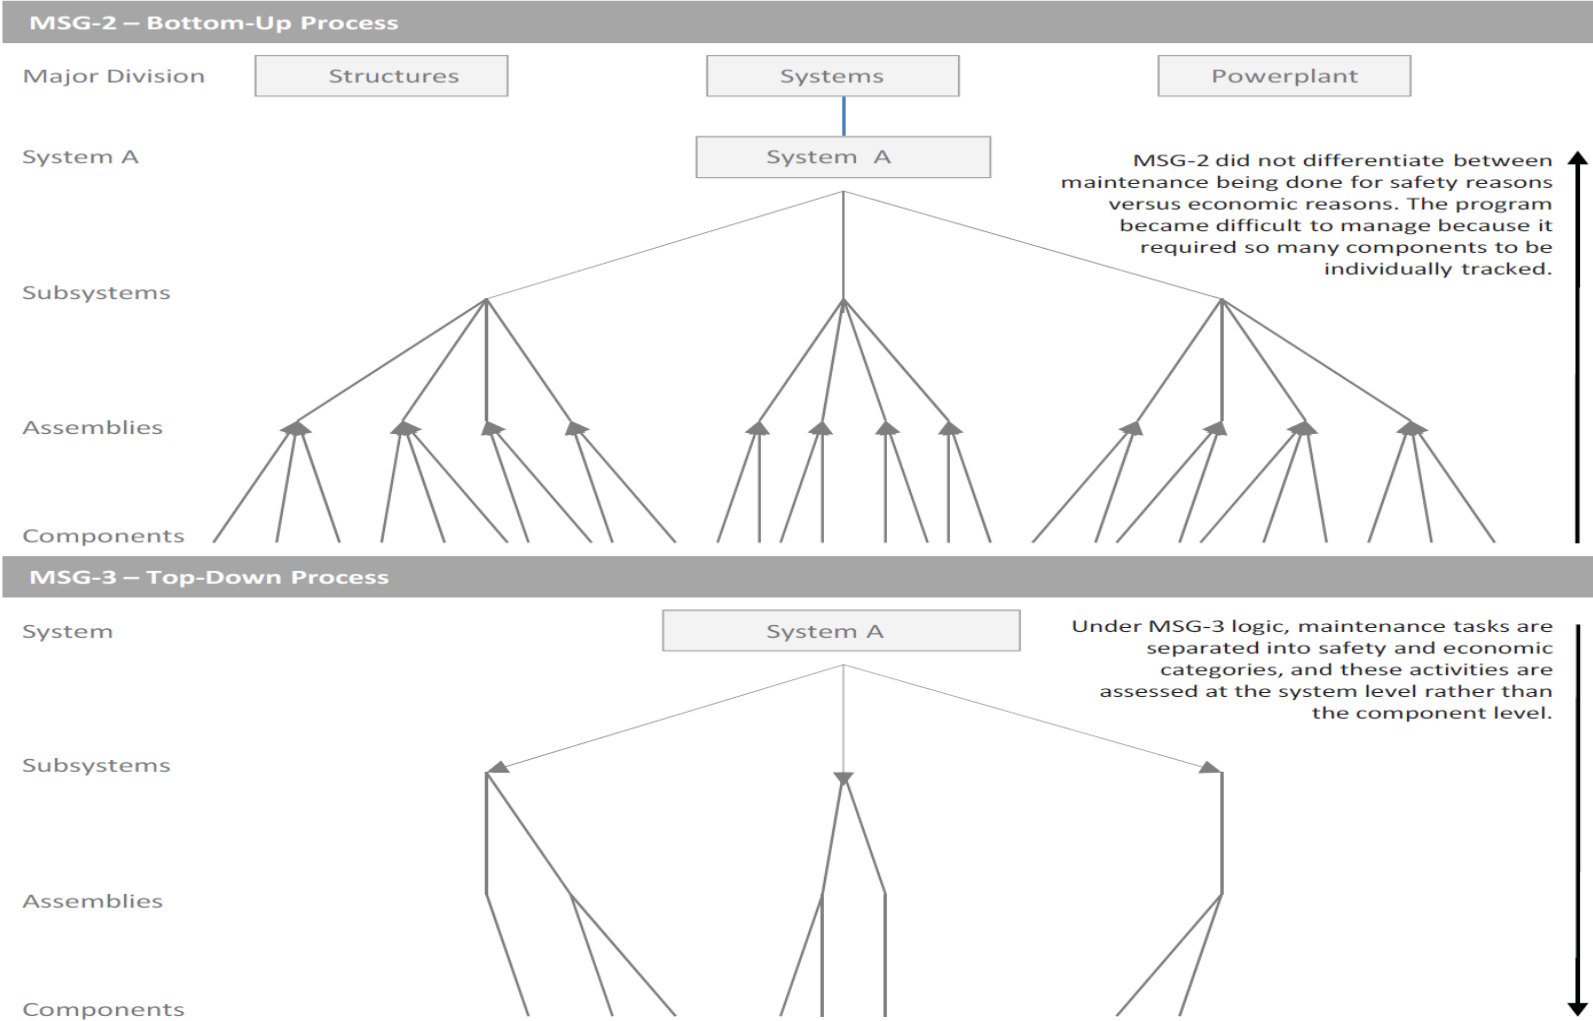 MSG-2 – Bottom-Up Process
Major Division
Structures
Systems
Powerplant
System A
System  A
MSG-2 did not differentiate between
maintenance being done for safety reasons
versus economic reasons. The program
became difficult to manage because it
required so many components to be
individually tracked.
Subsystems
Assemblies
Components
MSG-3 – Top-Down Process
System
System A
Under MSG-3 logic, maintenance tasks are
separated into safety and economic
categories, and these activities are
assessed at the system level rather than
the component level.
Subsystems
Assemblies
Components